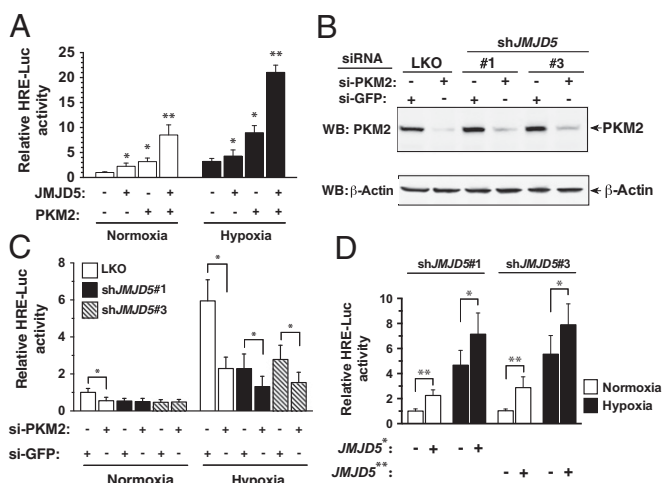 A
Relative HRE-Luc
activity
25
20
15
10
5
0
*
*
**
*
*
**
JMJD5: - + - + - + - +
PKM2: - - + + - - + +
Normoxia Hypoxia
B
shJMJD5
siRNA LKO #1 #3
si-PKM2: - + - + - +
si-GFP: + - + - + -
WB: PKM2
PKM2
WB: β-Actin
β-Actin
C
Relative HRE-Luc
activity
8
6
4
2
0
LKO
shJMJD5#1
shJMJD5#3
*
*
*
*
si-PKM2: - + - + - + - + - + - +
si-GFP: + - + - + - + - + - + -
Normoxia Hypoxia
D
shJMJD5#1 shJMJD5#3
Relative HRE-Luc
activity
10
8
6
4
2
0
**
*
**
*
Normoxia
Hypoxia
JMJD5*: - + - +
JMJD5**: - + - +